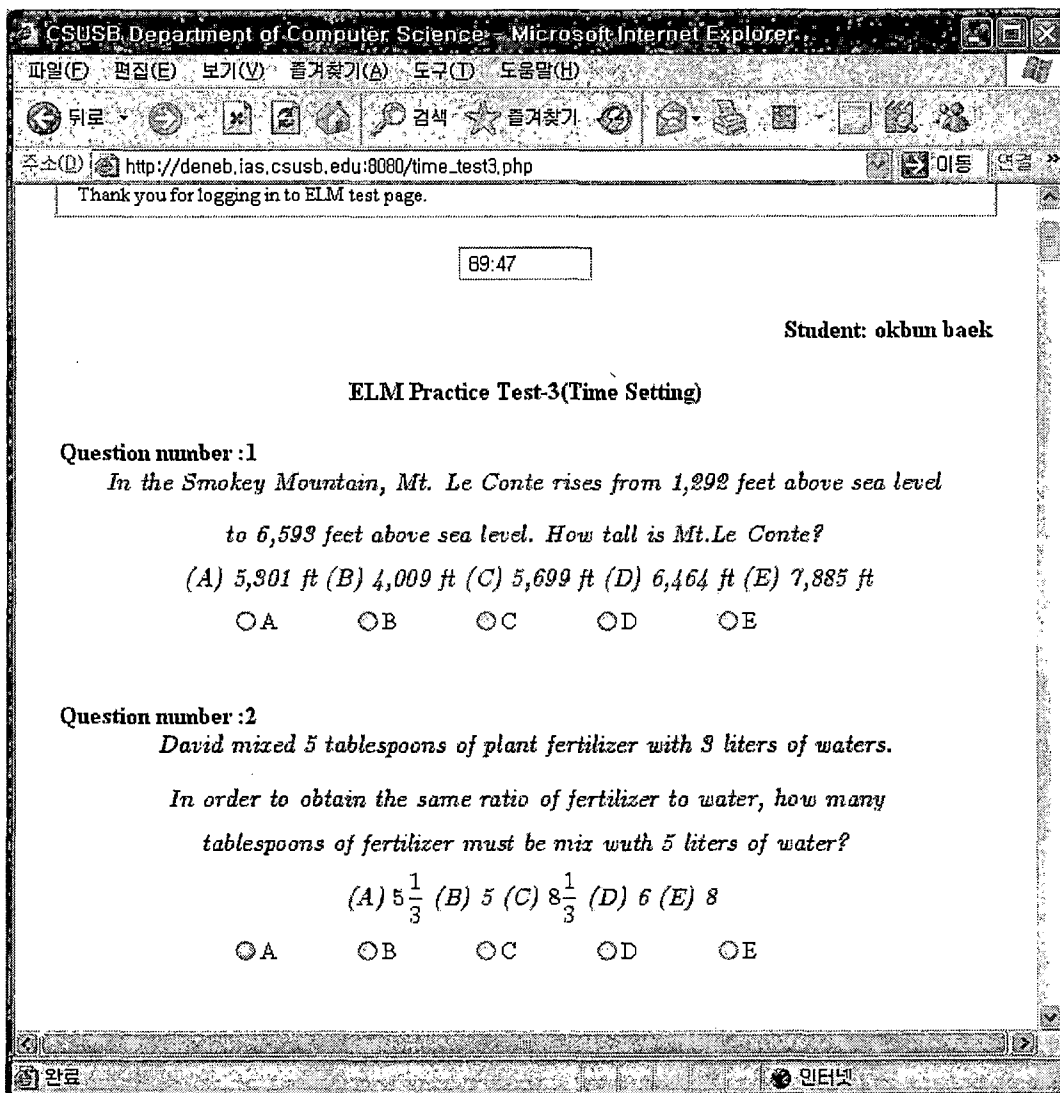 CSUSB Department of Computer Science - Microsoft Internet Explorer
파일(F) 편집(E) 보기(V) 즐겨찾기(A) 도구(T) 도움말(H)
뒤로 검색 즐겨찾기
주소(D) http://deneb.ias.csusb.edu:8080/time_test3.php 이동 연결 »
Thank you for logging in to ELM test page.
89:47
Student: okbun baek
ELM Practice Test-3(Time Setting)
Question number :1
In the Smokey Mountain, Mt. Le Conte rises from 1,292 feet above sea level
to 6,593 feet above sea level. How tall is Mt.Le Conte?
(A) 5,301 ft (B) 4,009 ft (C) 5,699 ft (D) 6,464 ft (E) 7,885 ft
A B C D E
Question number :2
David mixed 5 tablespoons of plant fertilizer with 3 liters of waters.
In order to obtain the same ratio of fertilizer to water, how many
tablespoons of fertilizer must be mix wuth 5 liters of water?
(A) 5 1/3 (B) 5 (C) 8 1/3 (D) 6 (E) 8
A B C D E
완료 인터넷